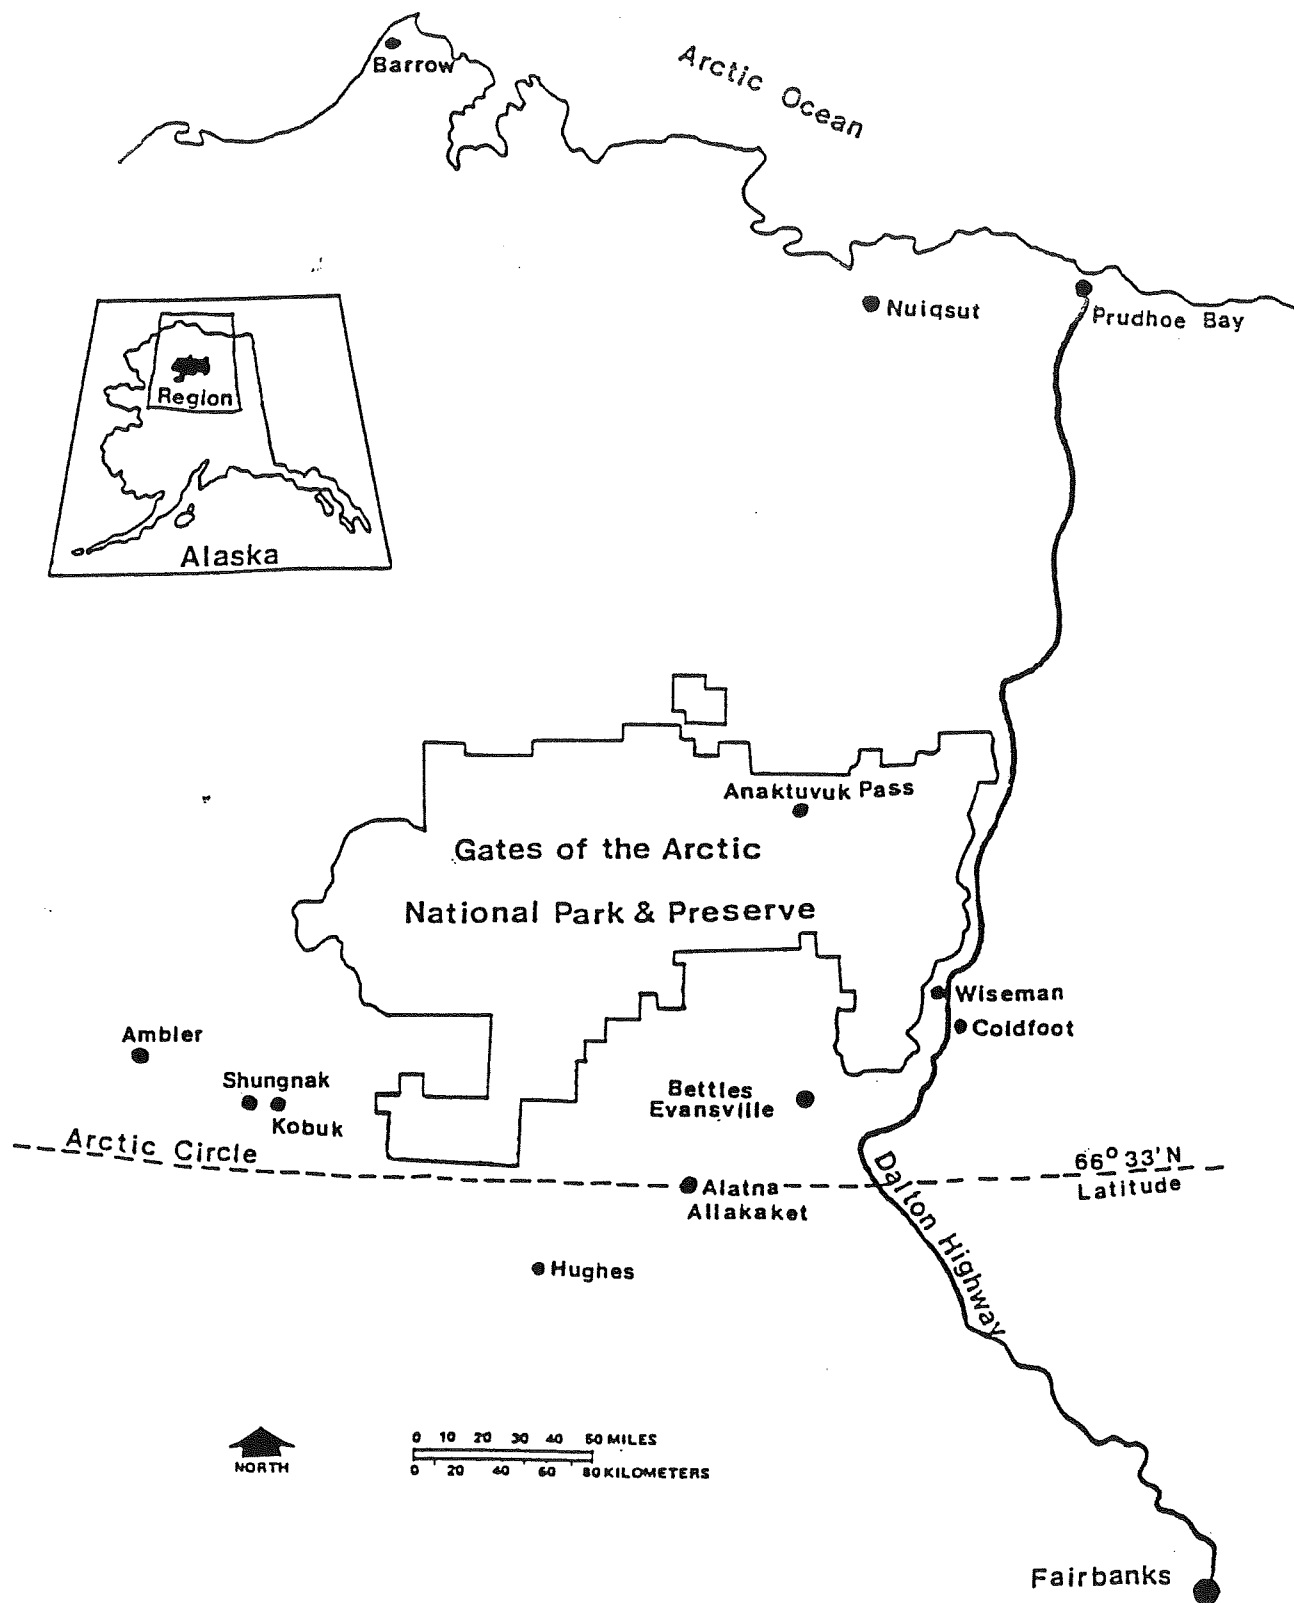 Barrow
Arctic Ocean
Nuiqsut
Prudhoe Bay
Region
Alaska
Anaktuvuk Pass
Gates of the Arctic
National Park & Preserve
Wiseman
Coldfoot
Ambler
Shungnak
Kobuk
Bettles
Evansville
Arctic Circle
66° 33'N
Latitude
Alatna
Allakaket
Dalton Highway
Hughes
0 10 20 30 40 50 MILES
0 20 40 60 80 KILOMETERS
NORTH
Fairbanks